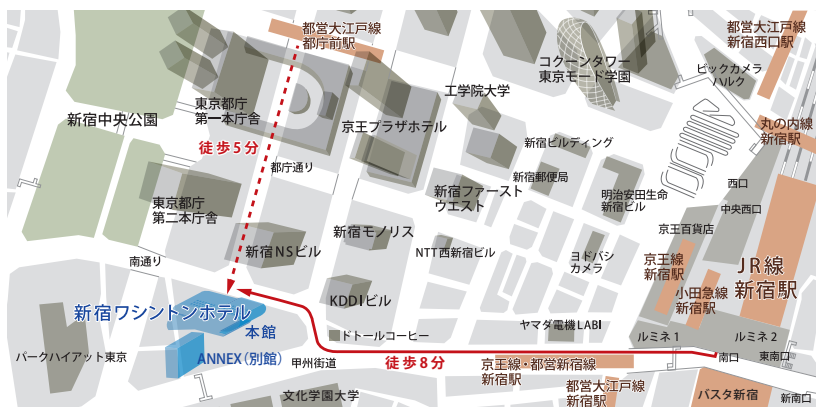 都営大江戸線
都庁前駅
コクーンタワー
東京モード学園
都営大江戸線
新宿西口駅
ビックカメラ
ハルク
工学院大学
東京都庁
第一本庁舎
新宿中央公園
京王プラザホテル
丸の内線
新宿駅
徒歩5分
都庁通り
新宿ビルディング
新宿郵便局
西口
新宿ファースト
ウエスト
明治安田生命
新宿ビル
中央西口
東京都庁
第二本庁舎
京王百貨店
新宿モノリス
新宿NSビル
NTT西新宿ビル
ヨドバシ
カメラ
京王線
新宿駅
JR線
新宿駅
南通り
小田急線
新宿駅
KDDIビル
新宿ワシントンホテル
本館
ドトールコーヒー
ヤマダ電機LABI
ルミネ1
ルミネ2
パークハイアット東京
ANNEX(別館)
甲州街道
徒歩8分
京王線・都営新宿線
新宿駅
南口
東南口
文化学園大学
都営大江戸線
新宿駅
バスタ新宿
新南口